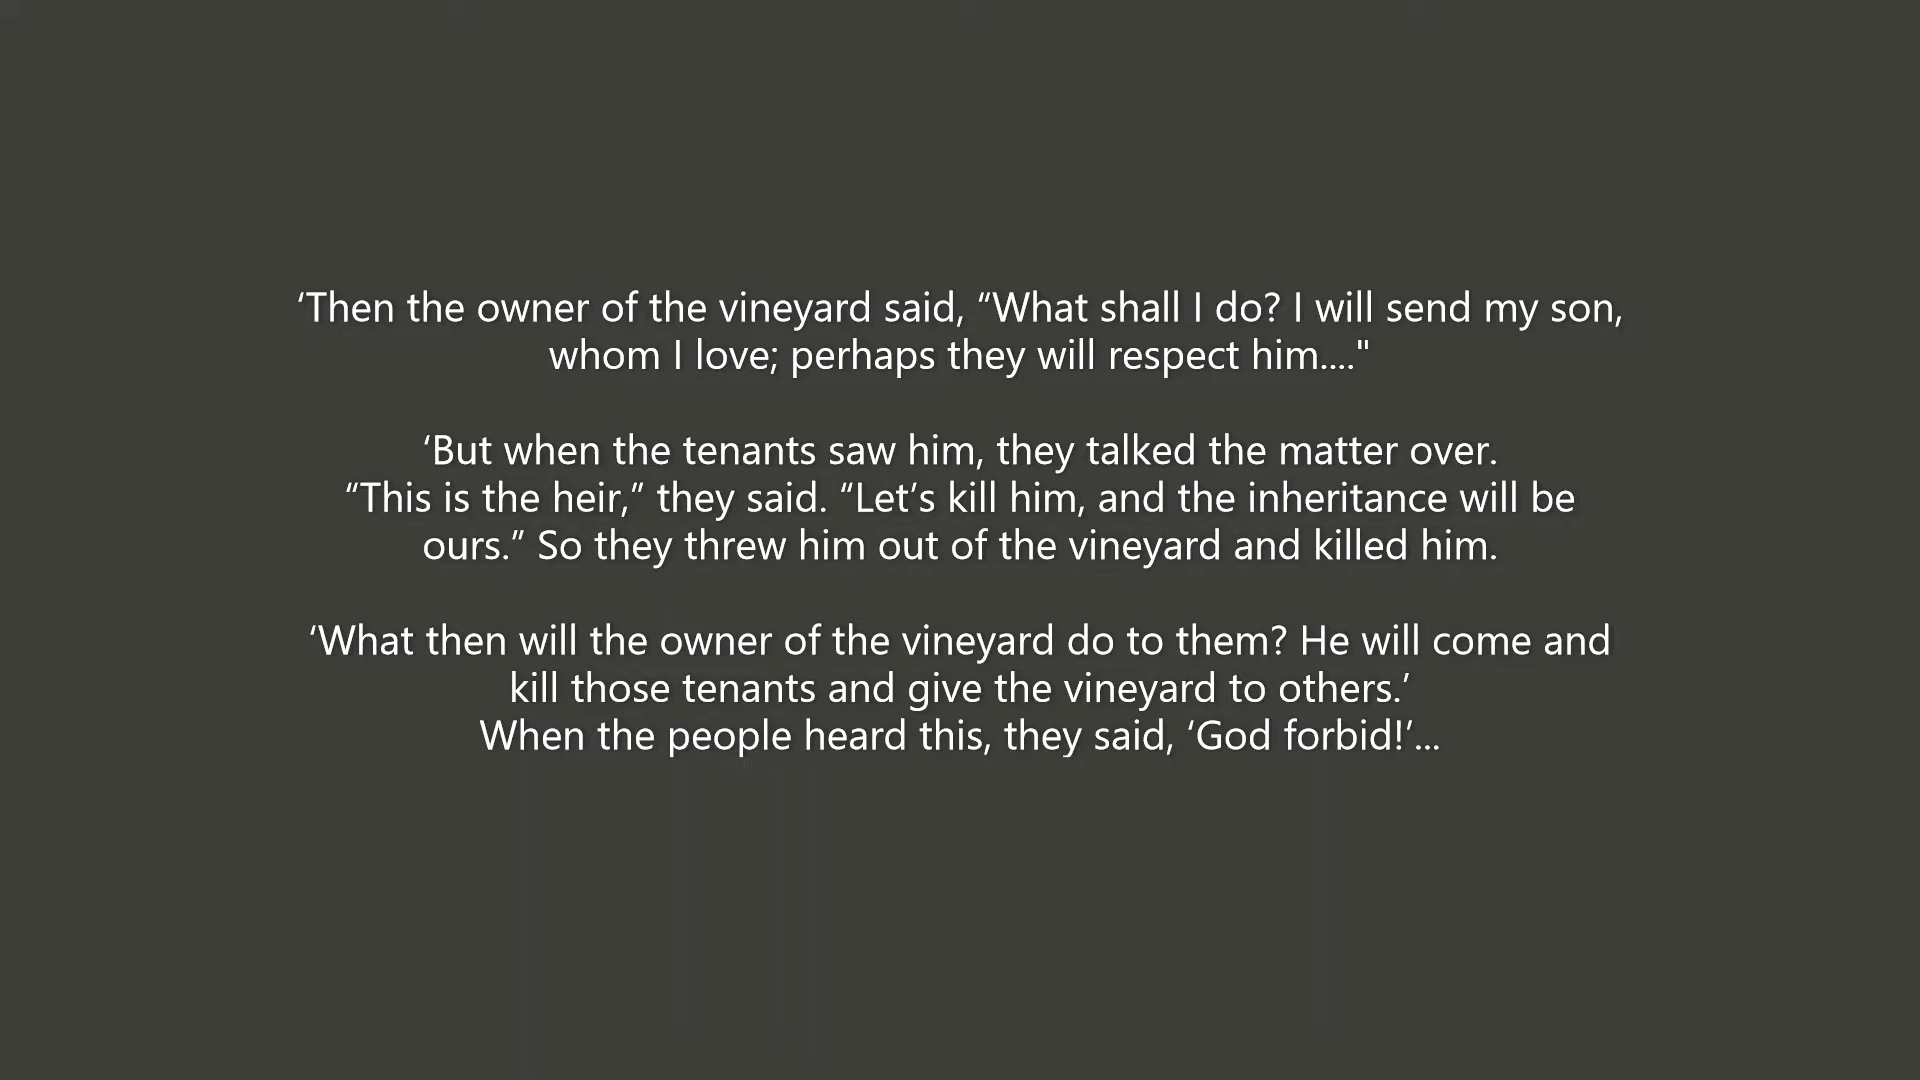 ‘Then the owner of the vineyard said, “What shall I do? I will send my son,
whom I love; perhaps they will respect him...."
‘But when the tenants saw him, they talked the matter over.
“This is the heir,” they said. “Let’s kill him, and the inheritance will be
ours.” So they threw him out of the vineyard and killed him.
‘What then will the owner of the vineyard do to them? He will come and
kill those tenants and give the vineyard to others.’
When the people heard this, they said, ‘God forbid!’...